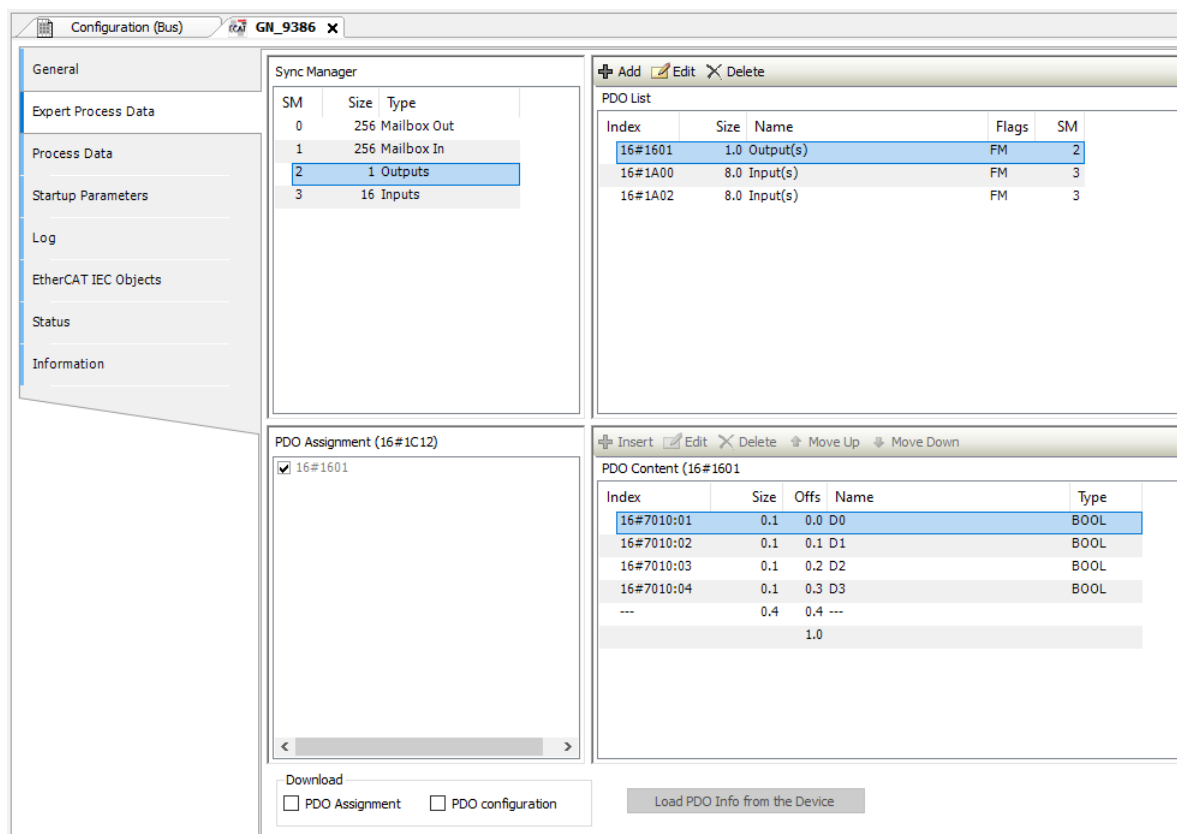 Configuration (Bus) GN_9386
General
Expert Process Data
Process Data
Startup Parameters
Log
EtherCAT IEC Objects
Status
Information
Sync Manager
SM Size Type
0 256 Mailbox Out
1 256 Mailbox In
2 1 Outputs
3 16 Inputs
Add Edit Delete
PDO List
Index Size Name Flags SM
16#1601 1.0 Output(s) FM 2
16#1A00 8.0 Input(s) FM 3
16#1A02 8.0 Input(s) FM 3
PDO Assignment (16#1C12)
16#1601
Insert Edit Delete Move Up Move Down
PDO Content (16#1601
Index Size Offs Name Type
16#7010:01 0.1 0.0 D0 BOOL
16#7010:02 0.1 0.1 D1 BOOL
16#7010:03 0.1 0.2 D2 BOOL
16#7010:04 0.1 0.3 D3 BOOL
--- 0.4 0.4 ---
1.0
Download
PDO Assignment PDO configuration
Load PDO Info from the Device